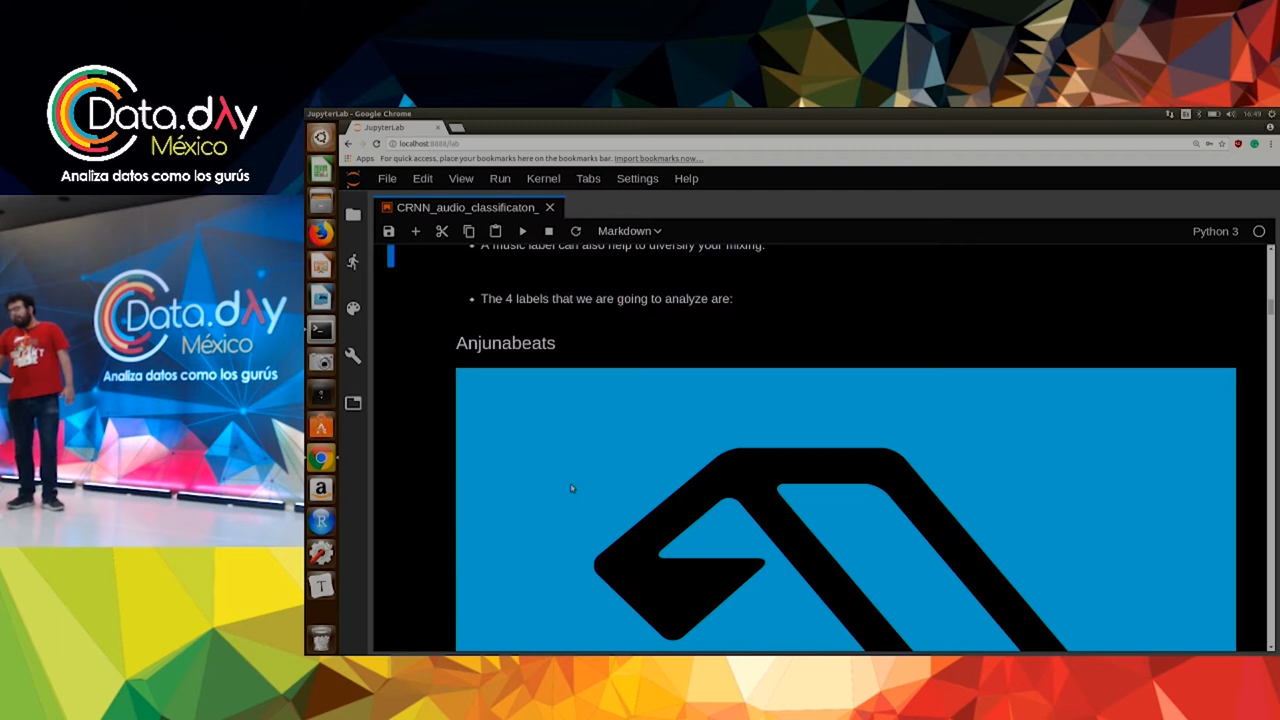 Data.dλy
México
Analiza datos como los gurús
Data.dλy
México
Analiza datos como los gurús
JupyterLab - Google Chrome
16:49
JupyterLab
localhost:8888/lab
Apps For quick access, place your bookmarks here on the bookmarks bar. Import bookmarks now...
File Edit View Run Kernel Tabs Settings Help
CRNN_audio_classificaton_
Markdown
Python 3
• A music label can also help to diversify your mixing.
• The 4 labels that we are going to analyze are:
Anjunabeats